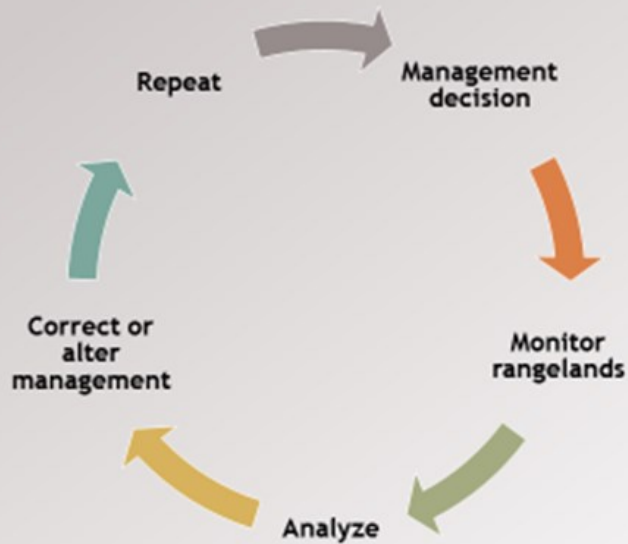 Repeat
Management
decision
Monitor
rangelands
Analyze
Correct or
alter
management